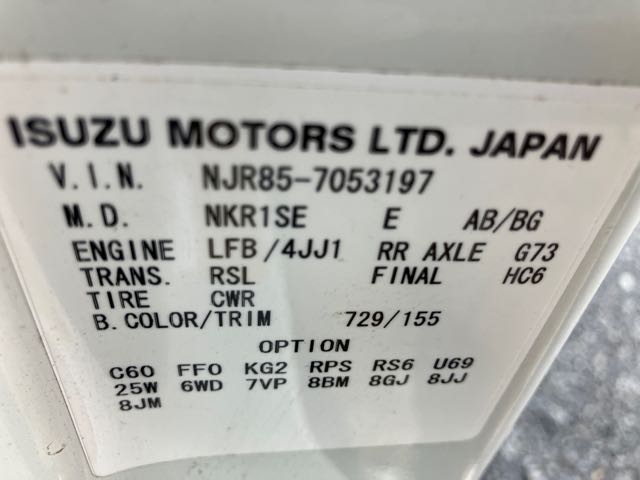 ISUZU MOTORS LTD. JAPAN
V.I.N. NJR85-7053197
M.D. NKR1SE E AB/BG
ENGINE LFB/4JJ1 RR AXLE G73
TRANS. RSL FINAL HC6
TIRE CWR
B.COLOR/TRIM 729/155
OPTION
C60 FF0 KG2 RPS RS6 U69
25W 6WD 7VP 8BM 8GJ 8JJ
8JM